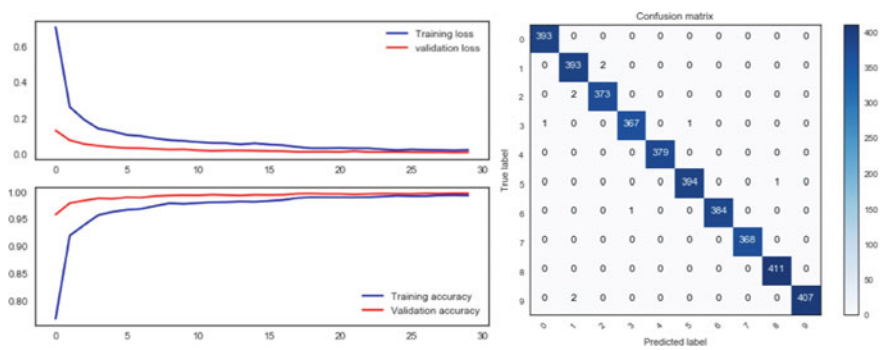 Training loss
validation loss
0.6
0.4
0.2
0.0
0 5 10 15 20 25 30
1.00
0.95
0.90
0.85
0.80
Training accuracy
Validation accuracy
0 5 10 15 20 25 30
Confusion matrix
True label
0 393 0 0 0 0 0 0 0 0 0
1 0 393 2 0 0 0 0 0 0 0
2 0 2 373 0 0 0 0 0 0 0
3 1 0 0 367 0 1 0 0 0 0
4 0 0 0 0 379 0 0 0 0 0
5 0 0 0 0 0 394 0 0 1 0
6 0 0 0 1 0 0 384 0 0 0
7 0 0 0 0 0 0 0 368 0 0
8 0 0 0 0 0 0 0 0 411 0
9 0 2 0 0 0 0 0 0 0 407
0 1 2 3 4 5 6 7 8 9
Predicted label
400
350
300
250
200
150
100
50
0